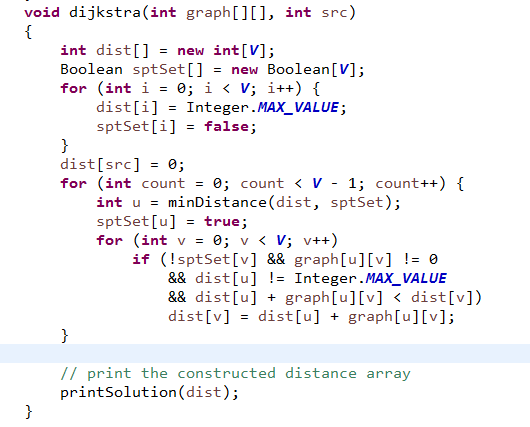 void dijkstra(int graph[][], int src)
{
    int dist[] = new int[V];
    Boolean sptSet[] = new Boolean[V];
    for (int i = 0; i < V; i++) {
        dist[i] = Integer.MAX_VALUE;
        sptSet[i] = false;
    }
    dist[src] = 0;
    for (int count = 0; count < V - 1; count++) {
        int u = minDistance(dist, sptSet);
        sptSet[u] = true;
        for (int v = 0; v < V; v++)
            if (!sptSet[v] && graph[u][v] != 0
                && dist[u] != Integer.MAX_VALUE
                && dist[u] + graph[u][v] < dist[v])
                dist[v] = dist[u] + graph[u][v];
    }
    // print the constructed distance array
    printSolution(dist);
}